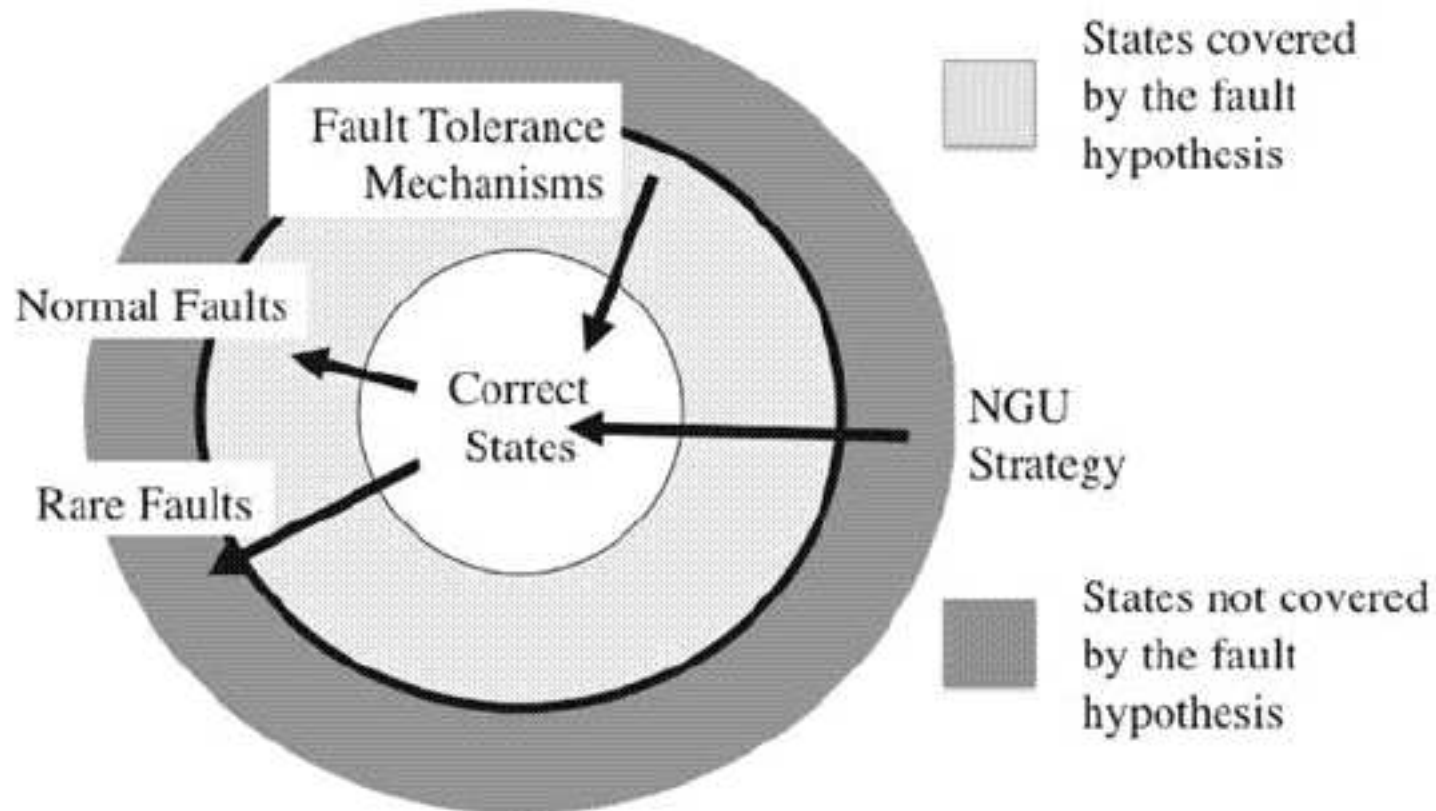 States covered
by the fault
hypothesis
Fault Tolerance
Mechanisms
Normal Faults
Correct
States
NGU
Strategy
Rare Faults
States not covered
by the fault
hypothesis